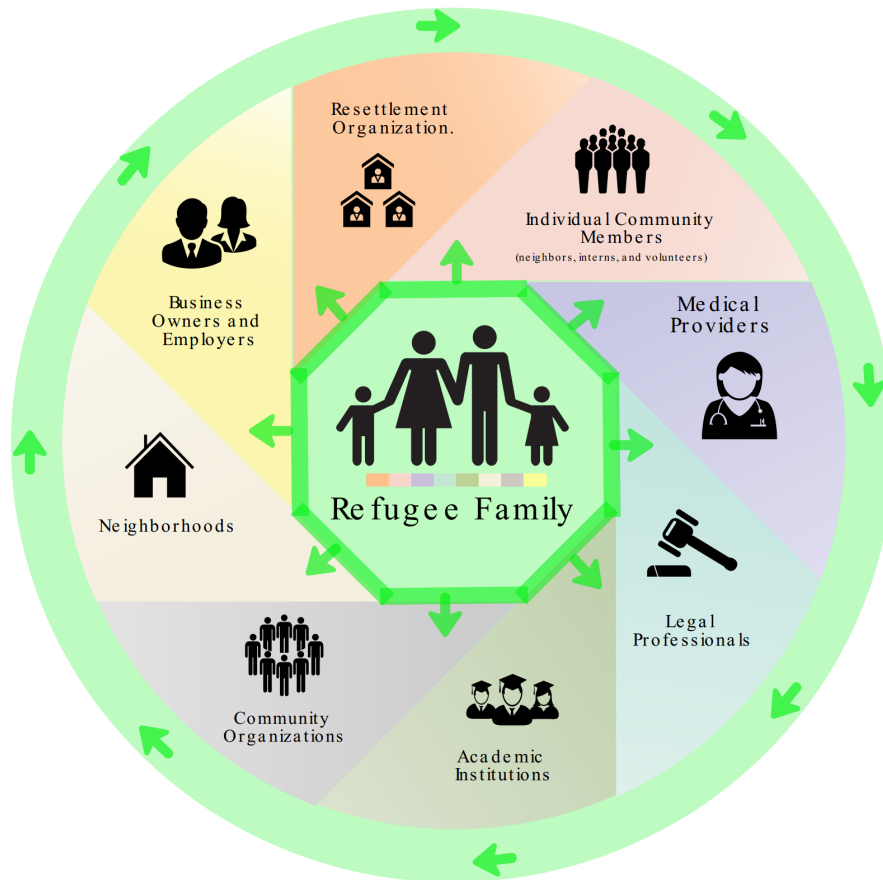 Resettlement
Organization.
Individual Community
Members
(neighbors, interns, and volunteers)
Medical
Providers
Legal
Professionals
Academic
Institutions
Community
Organizations
Neighborhoods
Business
Owners and
Employers
Refugee Family